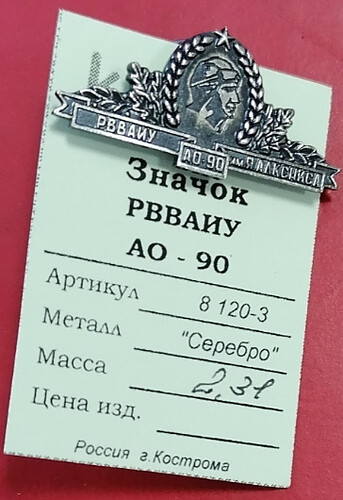 РВВАИУ
АО-90
им Я.АЛКСНИСА
Значок
РВВАИУ
АО - 90
Артикул 8 120-3
Металл "Серебро"
Масса 2,31
Цена изд.
Россия г.Кострома